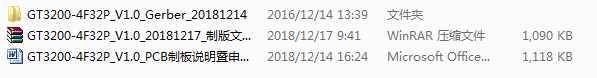 GT3200-4F32P_V1.0_Gerber_20181214 2016/12/14 13:39 文件夹
GT3200-4F32P_V1.0_20181217_制版文... 2018/12/17 9:41 WinRAR 压缩文件 1,090 KB
GT3200-4F32P_V1.0_PCB制板说明暨申... 2018/12/14 16:24 Microsoft Office... 1,118 KB